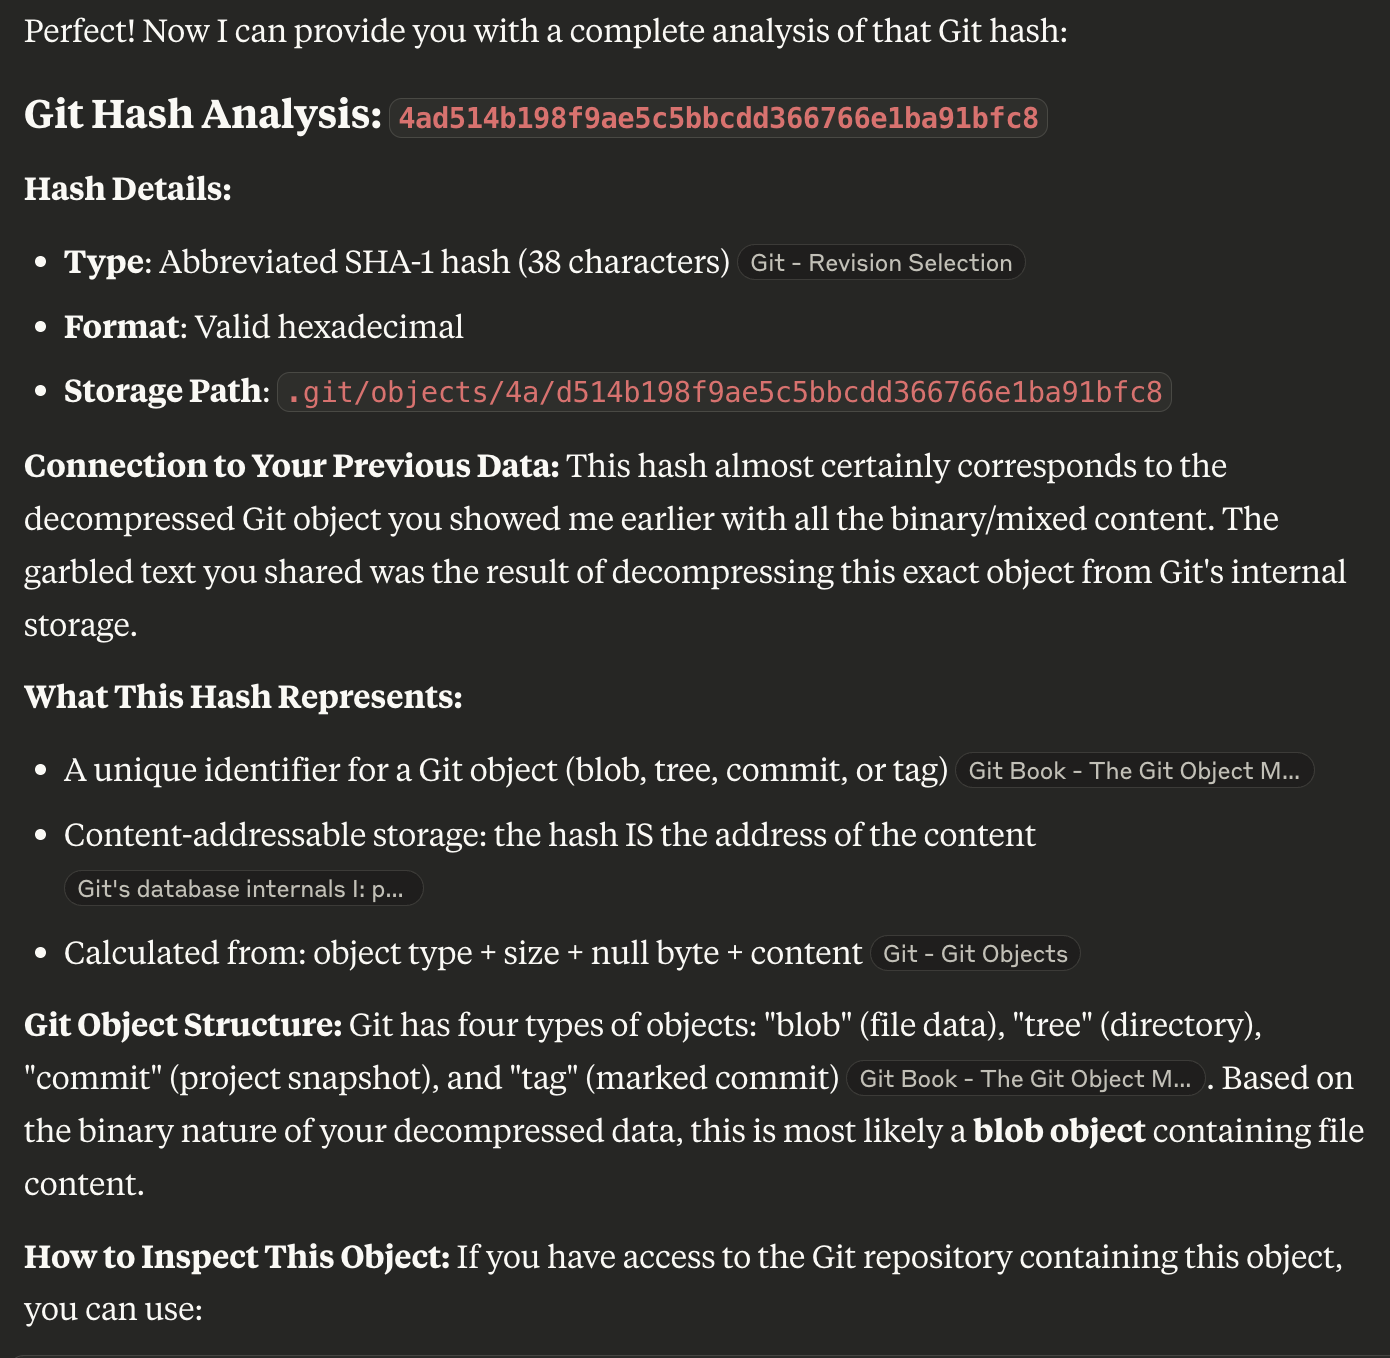 Perfect! Now I can provide you with a complete analysis of that Git hash:
Git Hash Analysis: 4ad514b198f9ae5c5bbcdd366766e1ba91bfc8
Hash Details:
• Type: Abbreviated SHA-1 hash (38 characters) Git - Revision Selection
• Format: Valid hexadecimal
• Storage Path: .git/objects/4a/d514b198f9ae5c5bbcdd366766e1ba91bfc8
Connection to Your Previous Data: This hash almost certainly corresponds to the
decompressed Git object you showed me earlier with all the binary/mixed content. The
garbled text you shared was the result of decompressing this exact object from Git's internal
storage.
What This Hash Represents:
• A unique identifier for a Git object (blob, tree, commit, or tag) Git Book - The Git Object M...
• Content-addressable storage: the hash IS the address of the content
Git's database internals I: p...
• Calculated from: object type + size + null byte + content Git - Git Objects
Git Object Structure: Git has four types of objects: "blob" (file data), "tree" (directory),
"commit" (project snapshot), and "tag" (marked commit) Git Book - The Git Object M... . Based on
the binary nature of your decompressed data, this is most likely a blob object containing file
content.
How to Inspect This Object: If you have access to the Git repository containing this object,
you can use: